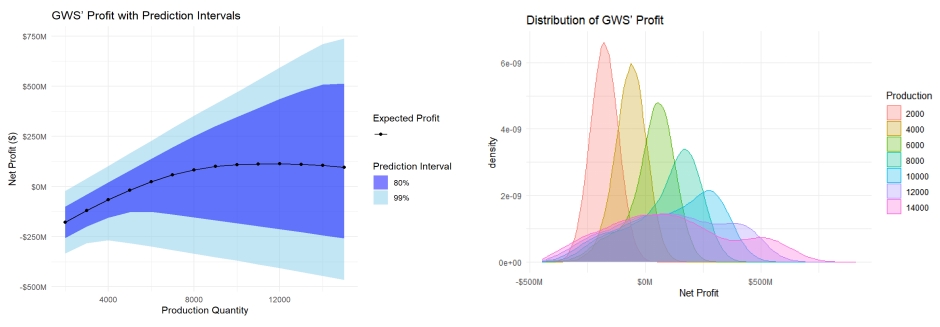 GWS' Profit with Prediction Intervals
Net Profit ($)
$750M
$500M
$250M
$0M
-$250M
-$500M
4000
8000
12000
Production Quantity
Expected Profit
Prediction Interval
80%
99%
Distribution of GWS' Profit
density
6e-09
4e-09
2e-09
0e+00
-$500M
$0M
$500M
Net Profit
Production
2000
4000
6000
8000
10000
12000
14000